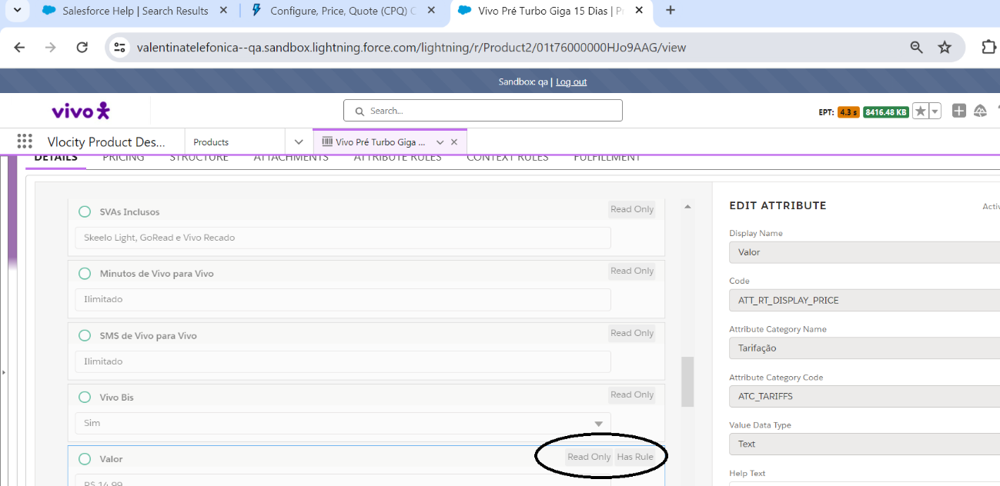 Salesforce Help | Search Results
Configure, Price, Quote (CPQ)
Vivo Pré Turbo Giga 15 Dias |
valentinatelefonica--qa.sandbox.lightning.force.com/lightning/r/Product2/01t76000000HJo9AAG/view
Sandbox: qa | Log out
vivo
Search...
EPT: 4.3 s 8416.48 KB
Vlocity Product Des...
Products
Vivo Pré Turbo Giga ...
DETAILS PRICING STRUCTURE ATTACHMENTS ATTRIBUTE RULES CONTEXT RULES FULFILLMENT
SVAs Inclusos Read Only
Skeelo Light, GoRead e Vivo Recado
Minutos de Vivo para Vivo Read Only
Ilimitado
SMS de Vivo para Vivo Read Only
Ilimitado
Vivo Bis Read Only
Sim
Valor Read Only Has Rule
R$ 14,99
EDIT ATTRIBUTE
Display Name
Valor
Code
ATT_RT_DISPLAY_PRICE
Attribute Category Name
Tarifação
Attribute Category Code
ATC_TARIFFS
Value Data Type
Text
Help Text